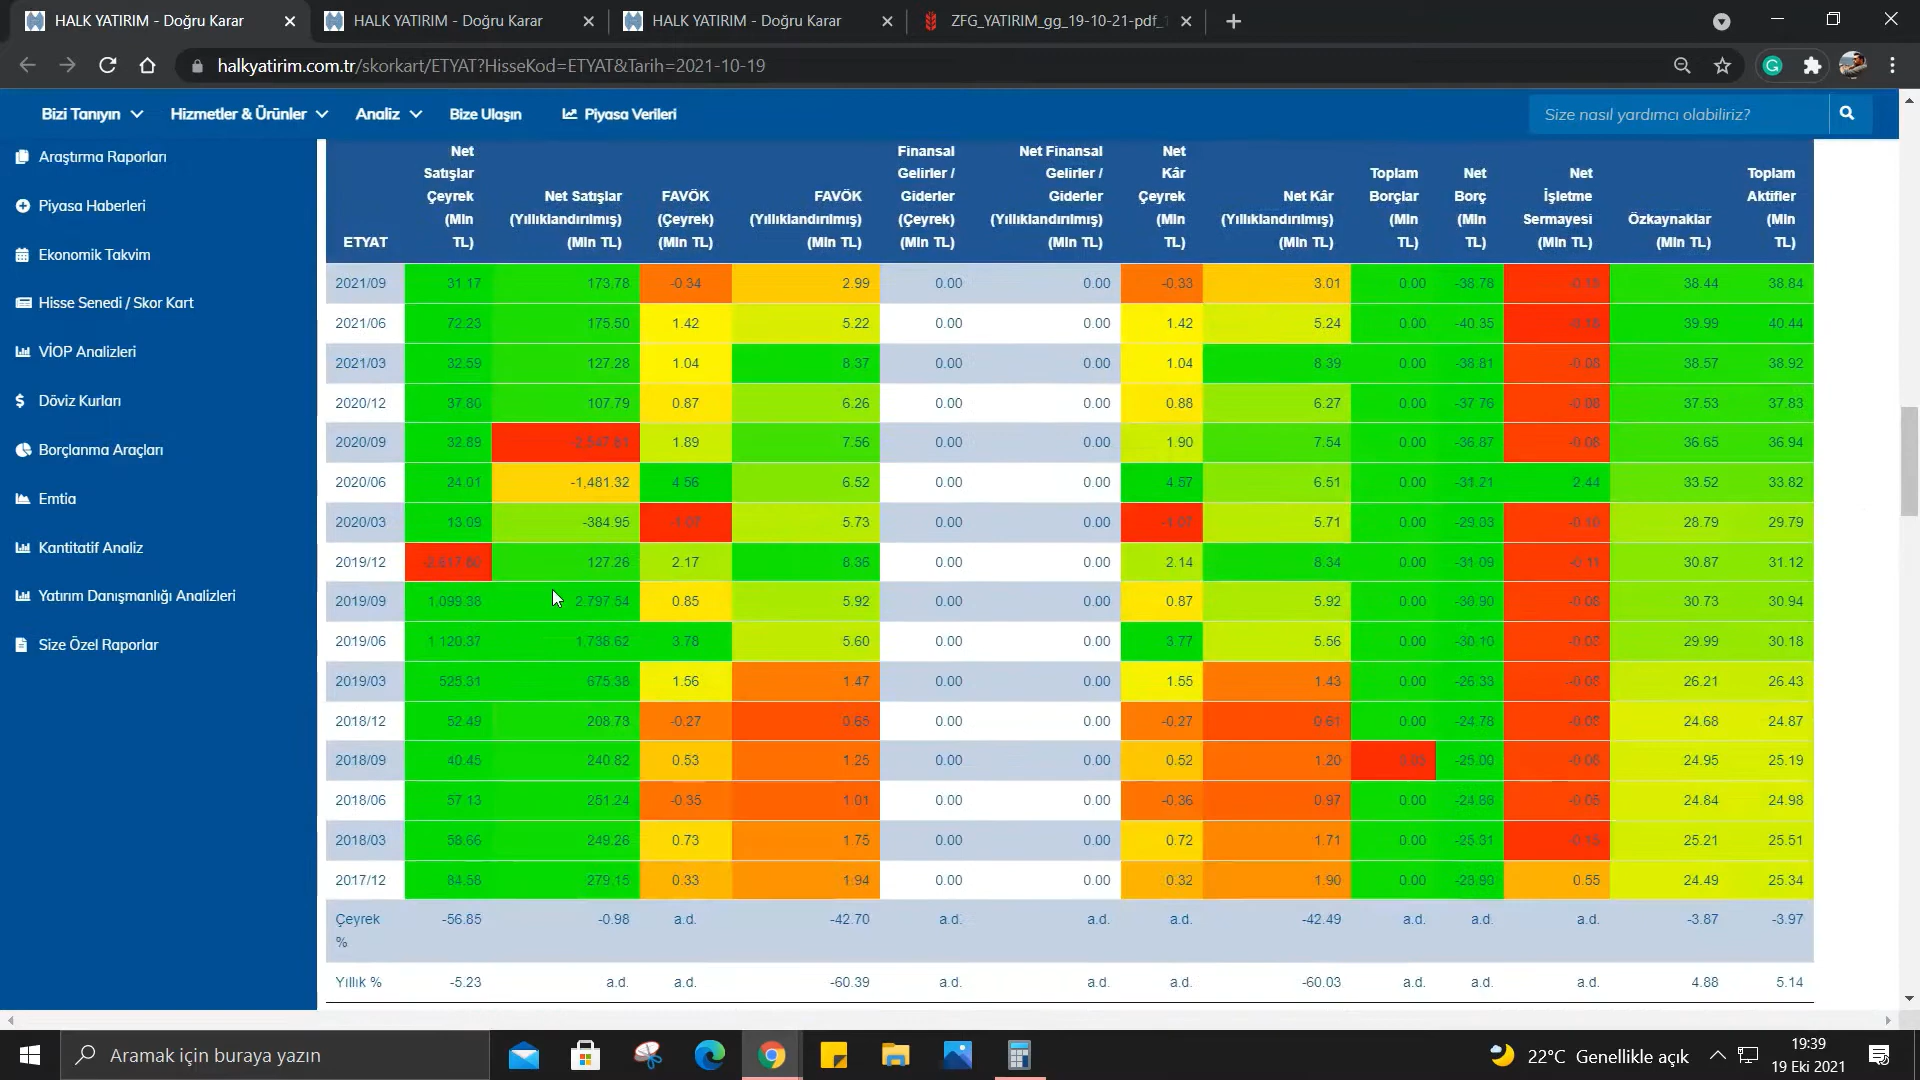 HALK YATIRIM - Doğru Karar
HALK YATIRIM - Doğru Karar
HALK YATIRIM - Doğru Karar
ZFG_YATIRIM_gg_19-10-21-pdf_
halkyatirim.com.tr/skorkart/ETYAT?HisseKod=ETYAT&Tarih=2021-10-19
Bizi Tanıyın Hizmetler & Ürünler Analiz Bize Ulaşın Piyasa Verileri
Size nasıl yardımcı olabiliriz?
Araştırma Raporları
Piyasa Haberleri
Ekonomik Takvim
Hisse Senedi / Skor Kart
VİOP Analizleri
Döviz Kurları
Borçlanma Araçları
Emtia
Kantitatif Analiz
Yatırım Danışmanlığı Analizleri
Size Özel Raporlar
ETYAT
Net
Satışlar
Çeyrek
(Mln
TL)
Net Satışlar
(Yıllıklandırılmış)
(Mln TL)
FAVÖK
(Çeyrek)
(Mln TL)
FAVÖK
(Yıllıklandırılmış)
(Mln TL)
Finansal
Gelirler /
Giderler
(Çeyrek)
(Mln TL)
Net Finansal
Gelirler /
Giderler
(Yıllıklandırılmış)
(Mln TL)
Net
Kâr
Çeyrek
(Mln
TL)
Net Kâr
(Yıllıklandırılmış)
(Mln TL)
Toplam
Borçlar
(Mln
TL)
Net
Borç
(Mln
TL)
Net
İşletme
Sermayesi
(Mln TL)
Özkaynaklar
(Mln TL)
Toplam
Aktifler
(Mln
TL)
2021/09 31.17 173.78 -0.34 2.99 0.00 0.00 -0.33 3.01 0.00 -38.78 38.44 38.84
2021/06 72.23 175.50 1.42 5.22 0.00 0.00 1.42 5.24 0.00 -40.35 39.99 40.44
2021/03 32.59 127.28 1.04 8.37 0.00 0.00 1.04 8.39 0.00 -38.81 38.57 38.92
2020/12 37.80 107.79 0.87 6.26 0.00 0.00 0.88 6.27 0.00 -37.76 37.53 37.83
2020/09 32.89 1.89 7.56 0.00 0.00 1.90 7.54 0.00 -36.87 36.65 36.94
2020/06 24.01 -1,481.32 4.56 6.52 0.00 0.00 4.57 6.51 0.00 -31.21 2.44 33.52 33.82
2020/03 13.09 -384.95 5.73 0.00 0.00 5.71 0.00 28.79 29.79
2019/12 127.26 2.17 8.36 0.00 0.00 2.14 8.34 0.00 -31.09 30.87 31.12
2019/09 1,099.38 2,797.54 0.85 5.92 0.00 0.00 0.87 5.92 0.00 -30.90 30.73 30.94
2019/06 1,120.37 1,738.62 3.78 5.60 0.00 0.00 3.77 5.56 0.00 -30.10 29.99 30.18
2019/03 525.31 675.38 1.56 1.47 0.00 0.00 1.55 1.43 0.00 -26.33 26.21 26.43
2018/12 52.49 208.73 -0.27 0.65 0.00 0.00 -0.27 0.61 0.00 -24.78 24.68 24.87
2018/09 40.45 240.82 0.53 1.25 0.00 0.00 0.52 1.20 -25.00 24.95 25.19
2018/06 57.13 251.24 -0.35 1.01 0.00 0.00 -0.36 0.97 0.00 24.84 24.98
2018/03 58.66 249.26 0.73 1.75 0.00 0.00 0.72 1.71 0.00 -25.31 25.21 25.51
2017/12 84.58 279.15 0.33 1.94 0.00 0.00 0.32 1.90 0.00 0.55 24.49 25.34
Çeyrek -56.85 -0.98 a.d. -42.70 a.d. a.d. a.d. -42.49 a.d. a.d. a.d. -3.87 -3.97
%
Yıllık % -5.23 a.d. a.d. -60.39 a.d. a.d. a.d. -60.03 a.d. a.d. a.d. 4.88 5.14
Aramak için buraya yazın
22°C Genellikle açık
19:39
19 Eki 2021